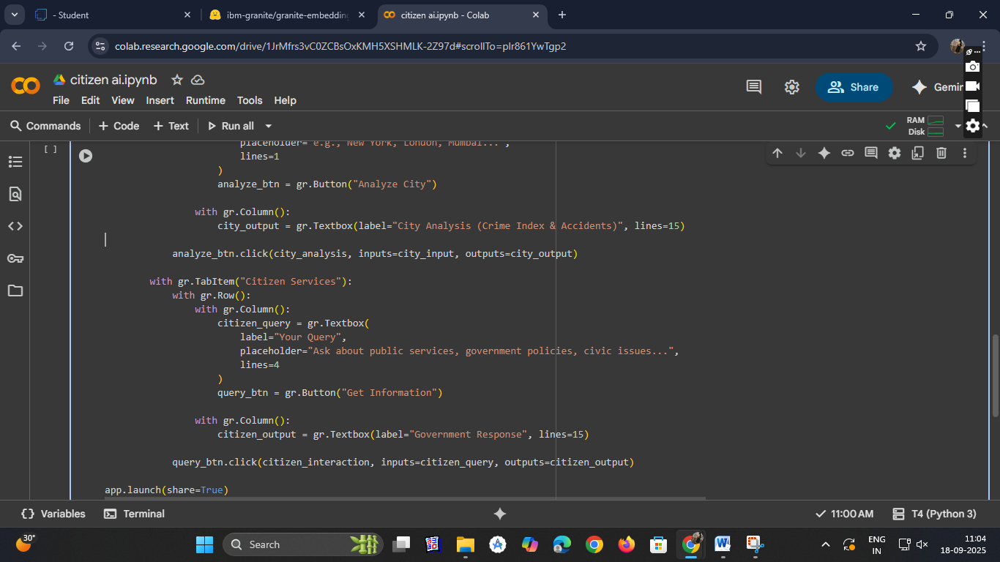 - Student
ibm-granite/granite-embedding
citizen ai.ipynb - Colab
colab.research.google.com/drive/1JrMfrs3vC0ZCBsOxKMH5XSHMLK-2Z97d#scrollTo=plr861YwTgp2
citizen ai.ipynb
File Edit View Insert Runtime Tools Help
Share
Gemin
Commands + Code + Text Run all
RAM
Disk
[ ]
placeholder="e.g., New York, London, Mumbai...",
lines=1
)
analyze_btn = gr.Button("Analyze City")
with gr.Column():
city_output = gr.Textbox(label="City Analysis (Crime Index & Accidents)", lines=15)
analyze_btn.click(city_analysis, inputs=city_input, outputs=city_output)
with gr.TabItem("Citizen Services"):
with gr.Row():
with gr.Column():
citizen_query = gr.Textbox(
label="Your Query",
placeholder="Ask about public services, government policies, civic issues...",
lines=4
)
query_btn = gr.Button("Get Information")
with gr.Column():
citizen_output = gr.Textbox(label="Government Response", lines=15)
query_btn.click(citizen_interaction, inputs=citizen_query, outputs=citizen_output)
app.launch(share=True)
{} Variables Terminal
11:00 AM T4 (Python 3)
30°
Search
ENG
IN
11:04
18-09-2025